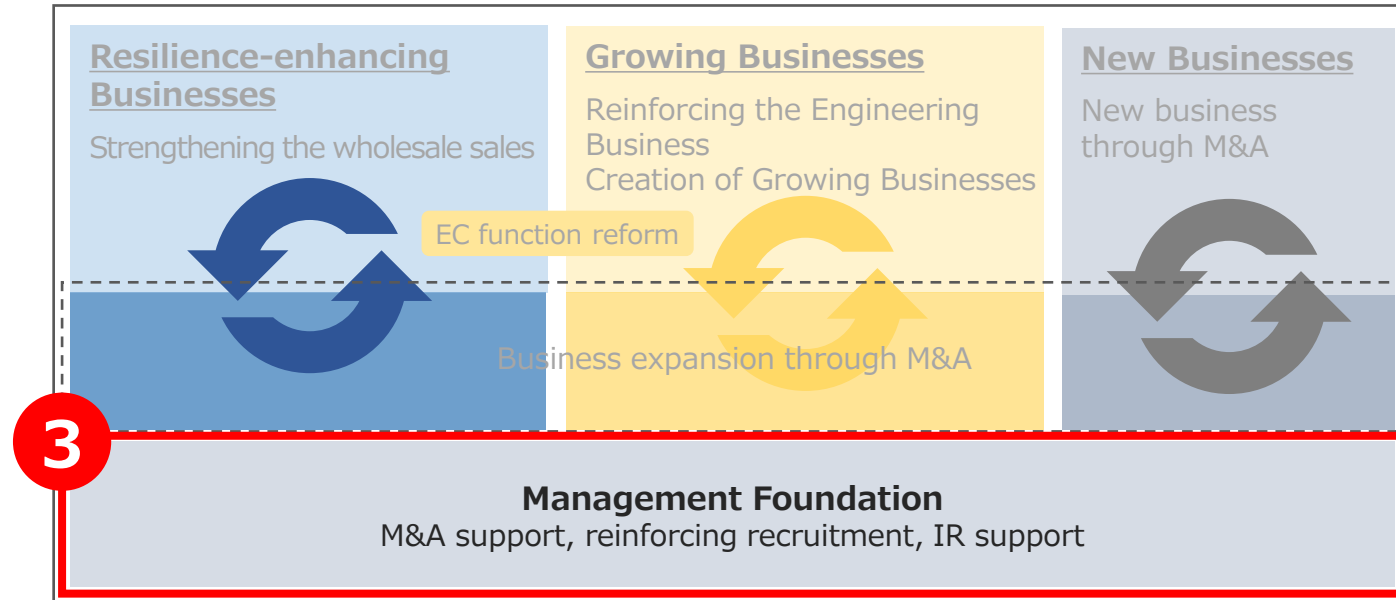 Resilience-enhancing
Businesses
Strengthening the wholesale sales
Growing Businesses
Reinforcing the Engineering
Business
Creation of Growing Businesses
New Businesses
New business
through M&A
EC function reform
Business expansion through M&A
3
Management Foundation
M&A support, reinforcing recruitment, IR support